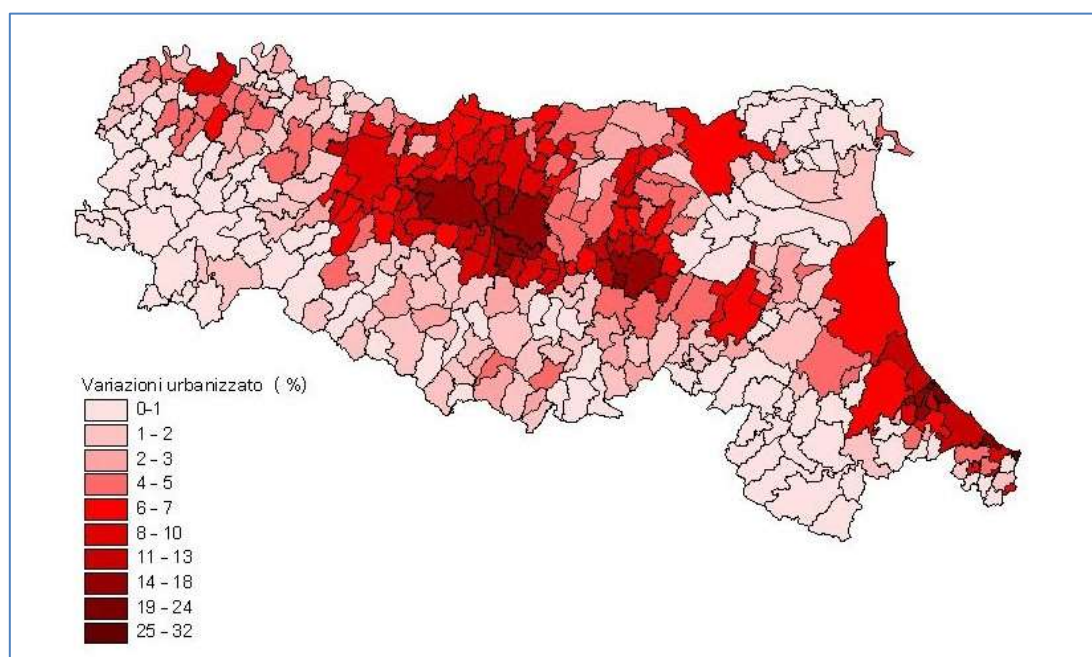 Variazioni urbanizzato ( %)
0-1
1 – 2
2 – 3
4 – 5
6 – 7
8 – 10
11 – 13
14 – 18
19 – 24
25 – 32